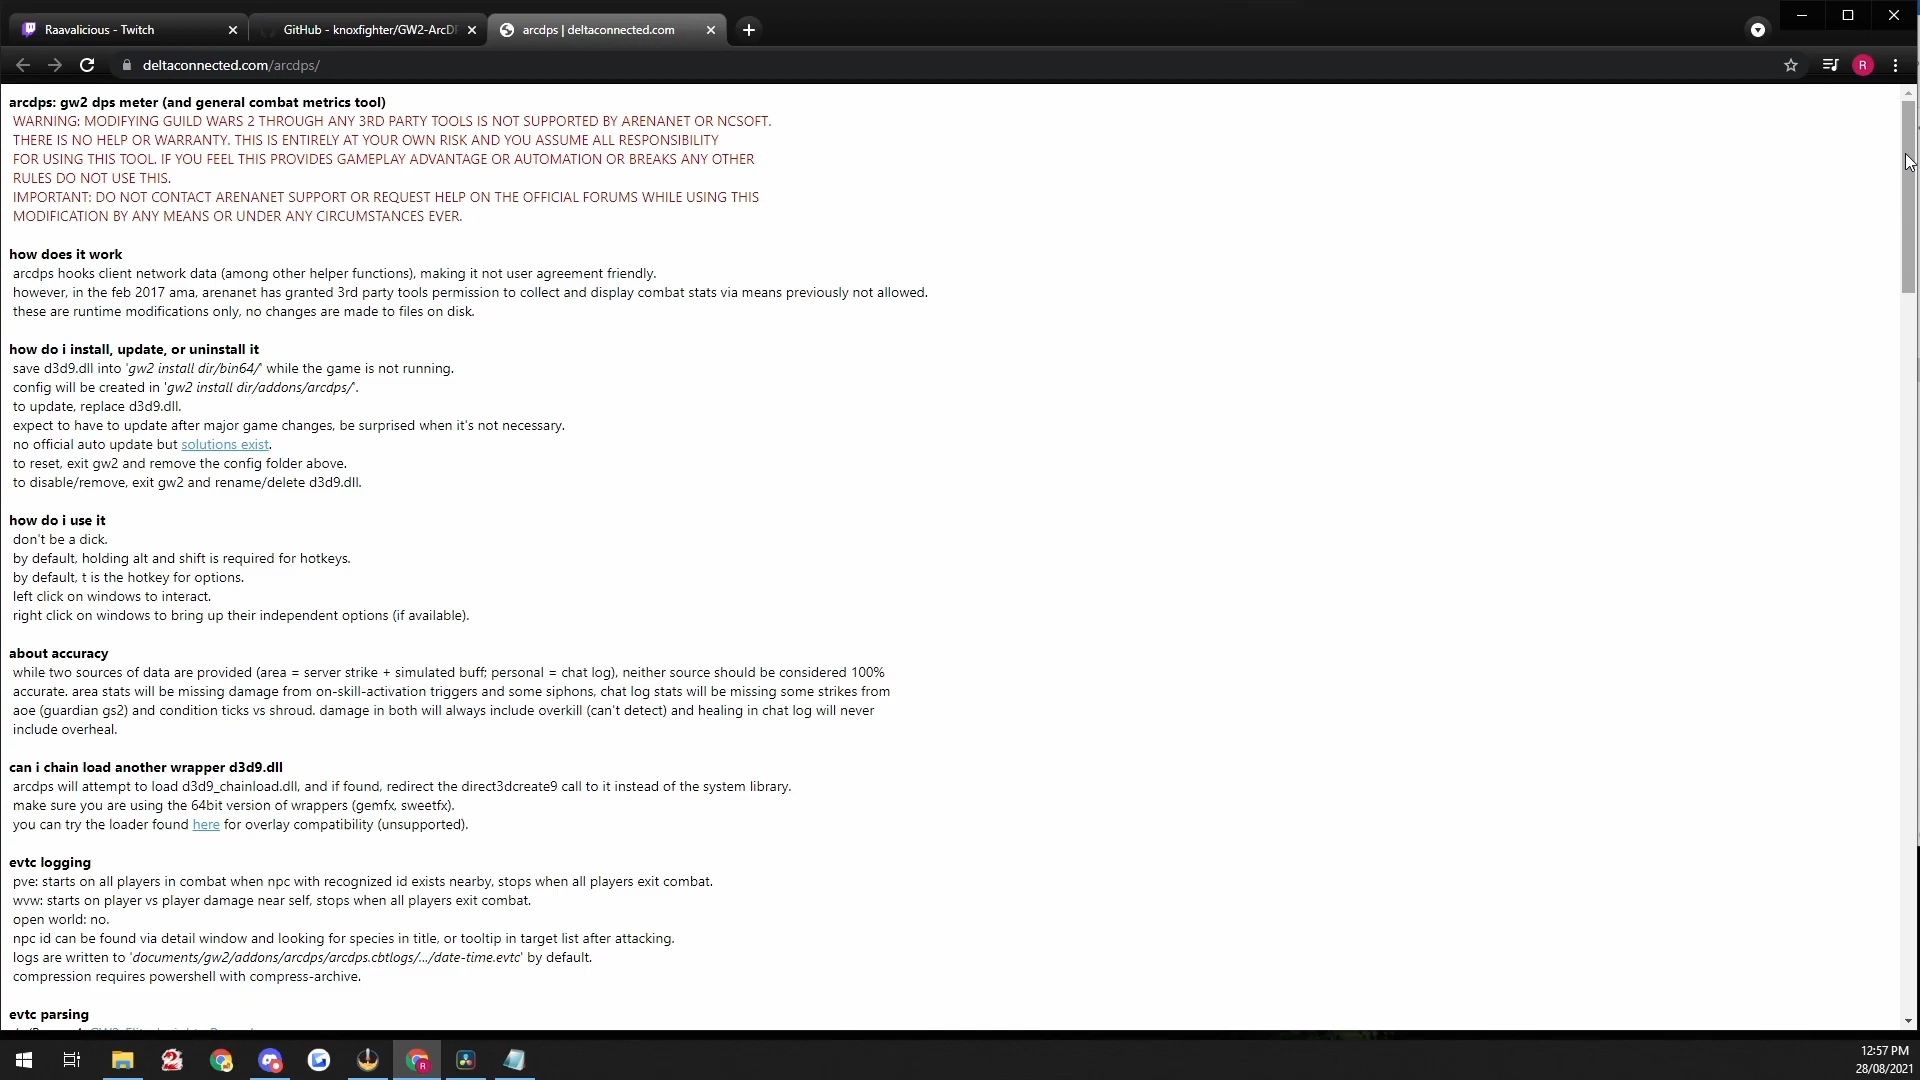 Raavalicious - Twitch
GitHub - knoxfighter/GW2-ArcDP
arcdps | deltaconnected.com
deltaconnected.com/arcdps/
R
arcdps: gw2 dps meter (and general combat metrics tool)
WARNING: MODIFYING GUILD WARS 2 THROUGH ANY 3RD PARTY TOOLS IS NOT SUPPORTED BY ARENANET OR NCSOFT.
THERE IS NO HELP OR WARRANTY. THIS IS ENTIRELY AT YOUR OWN RISK AND YOU ASSUME ALL RESPONSIBILITY
FOR USING THIS TOOL. IF YOU FEEL THIS PROVIDES GAMEPLAY ADVANTAGE OR AUTOMATION OR BREAKS ANY OTHER
RULES DO NOT USE THIS.
IMPORTANT: DO NOT CONTACT ARENANET SUPPORT OR REQUEST HELP ON THE OFFICIAL FORUMS WHILE USING THIS
MODIFICATION BY ANY MEANS OR UNDER ANY CIRCUMSTANCES EVER.
how does it work
arcdps hooks client network data (among other helper functions), making it not user agreement friendly.
however, in the feb 2017 ama, arenanet has granted 3rd party tools permission to collect and display combat stats via means previously not allowed.
these are runtime modifications only, no changes are made to files on disk.
how do i install, update, or uninstall it
save d3d9.dll into 'gw2 install dir/bin64/' while the game is not running.
config will be created in 'gw2 install dir/addons/arcdps/'.
to update, replace d3d9.dll.
expect to have to update after major game changes, be surprised when it's not necessary.
no official auto update but solutions exist.
to reset, exit gw2 and remove the config folder above.
to disable/remove, exit gw2 and rename/delete d3d9.dll.
how do i use it
don't be a dick.
by default, holding alt and shift is required for hotkeys.
by default, t is the hotkey for options.
left click on windows to interact.
right click on windows to bring up their independent options (if available).
about accuracy
while two sources of data are provided (area = server strike + simulated buff; personal = chat log), neither source should be considered 100%
accurate. area stats will be missing damage from on-skill-activation triggers and some siphons, chat log stats will be missing some strikes from
aoe (guardian gs2) and condition ticks vs shroud. damage in both will always include overkill (can't detect) and healing in chat log will never
include overheal.
can i chain load another wrapper d3d9.dll
arcdps will attempt to load d3d9_chainload.dll, and if found, redirect the direct3dcreate9 call to it instead of the system library.
make sure you are using the 64bit version of wrappers (gemfx, sweetfx).
you can try the loader found here for overlay compatibility (unsupported).
evtc logging
pve: starts on all players in combat when npc with recognized id exists nearby, stops when all players exit combat.
wvw: starts on player vs player damage near self, stops when all players exit combat.
open world: no.
npc id can be found via detail window and looking for species in title, or tooltip in target list after attacking.
logs are written to 'documents/gw2/addons/arcdps/arcdps.cbtlogs/.../date-time.evtc' by default.
compression requires powershell with compress-archive.
evtc parsing
12:57 PM
28/08/2021